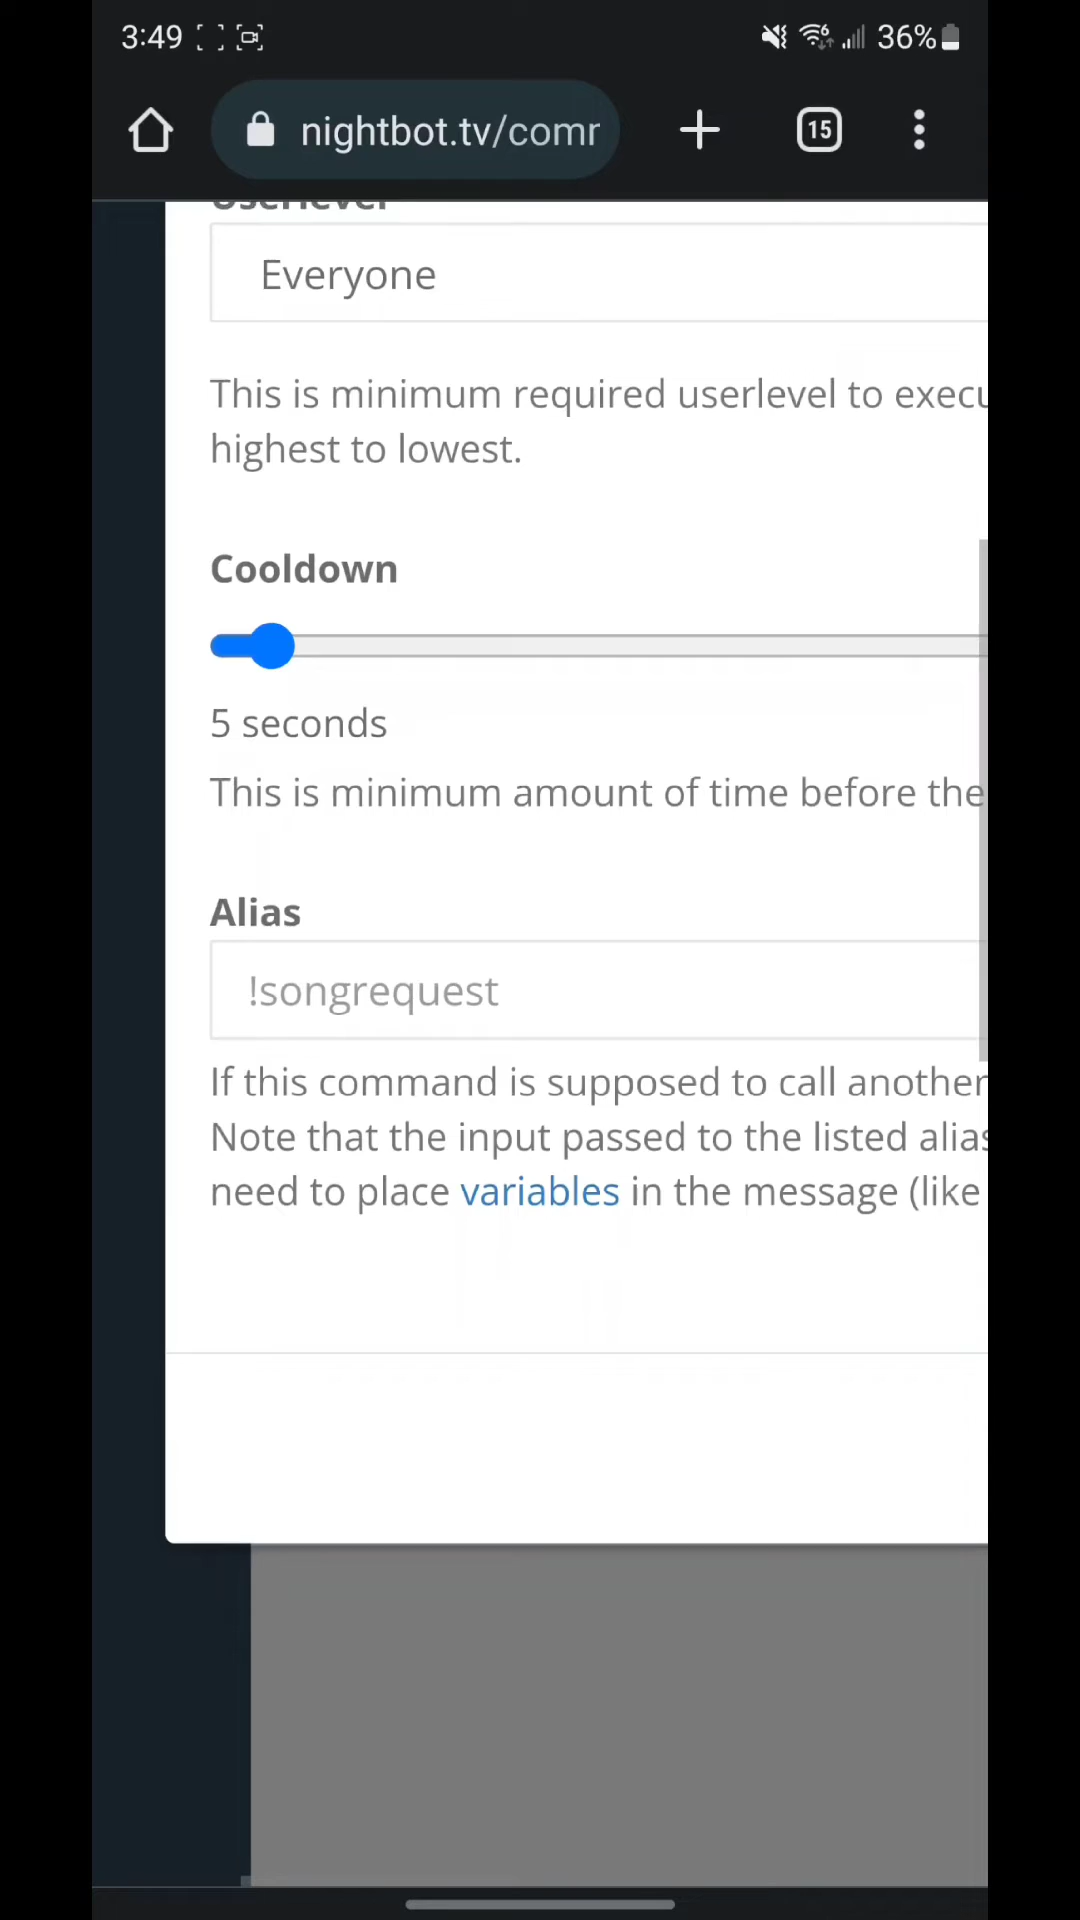 3:49
36%
nightbot.tv/comr
15
Userlevel
Everyone
This is minimum required userlevel to execu
highest to lowest.
Cooldown
5 seconds
This is minimum amount of time before the
Alias
!songrequest
If this command is supposed to call another
Note that the input passed to the listed alias
need to place variables in the message (like